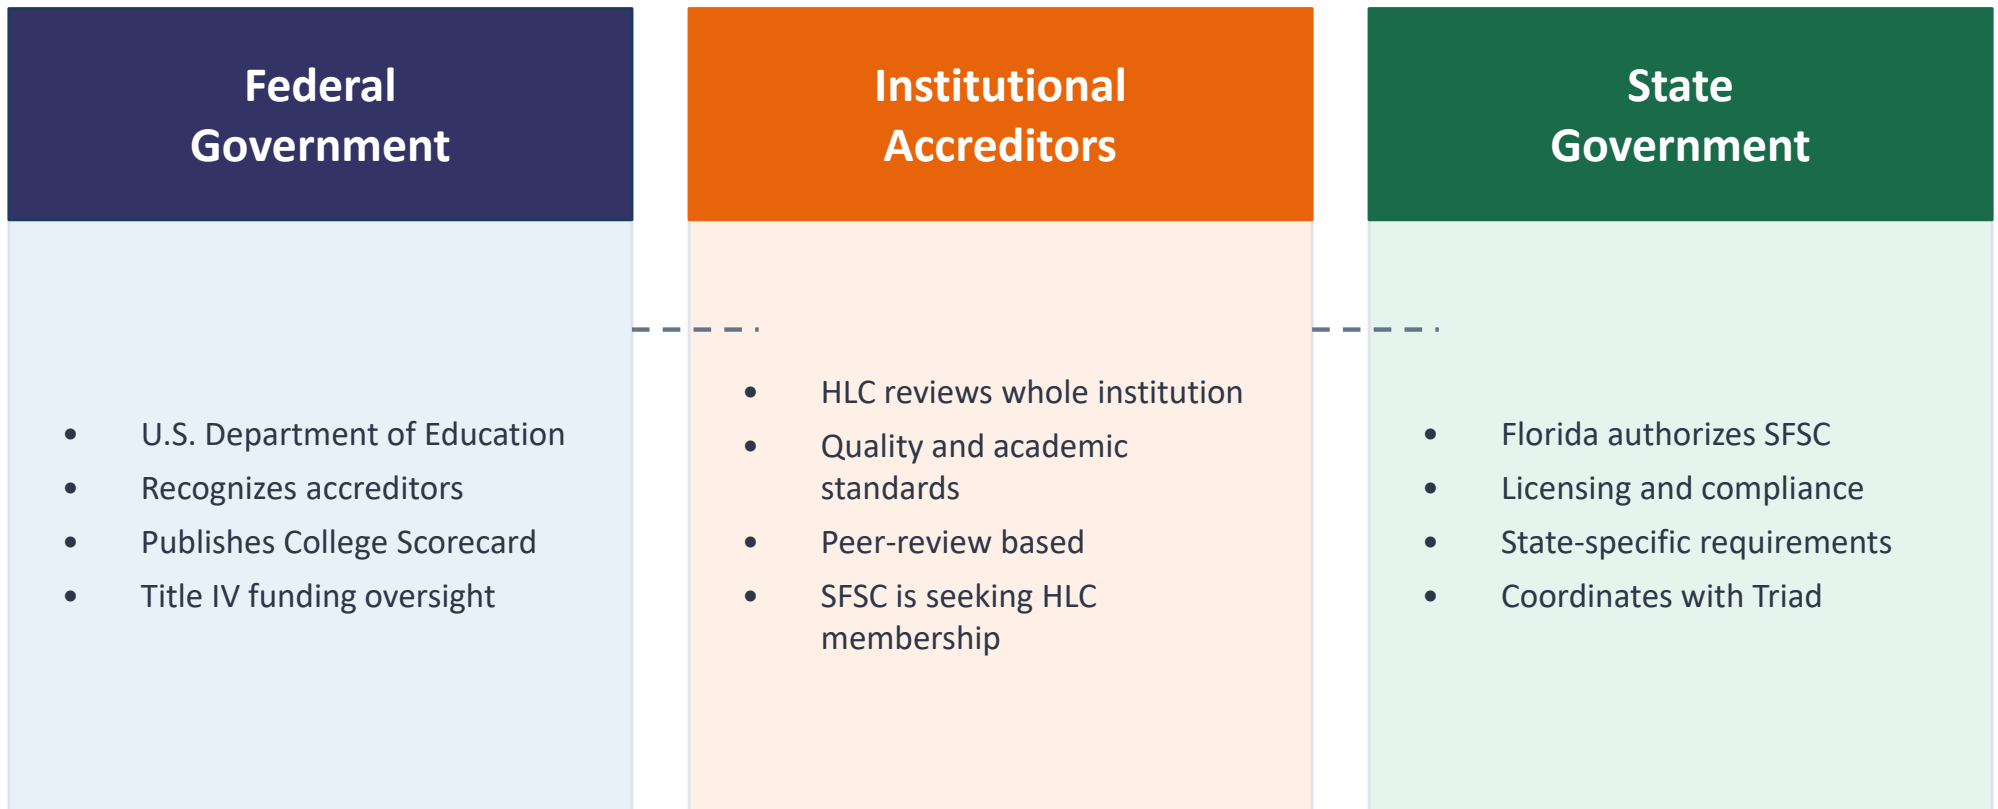 Federal
Government
• U.S. Department of Education
• Recognizes accreditors
• Publishes College Scorecard
• Title IV funding oversight
Institutional
Accreditors
• HLC reviews whole institution
• Quality and academic
standards
• Peer-review based
• SFSC is seeking HLC
membership
State
Government
• Florida authorizes SFSC
• Licensing and compliance
• State-specific requirements
• Coordinates with Triad